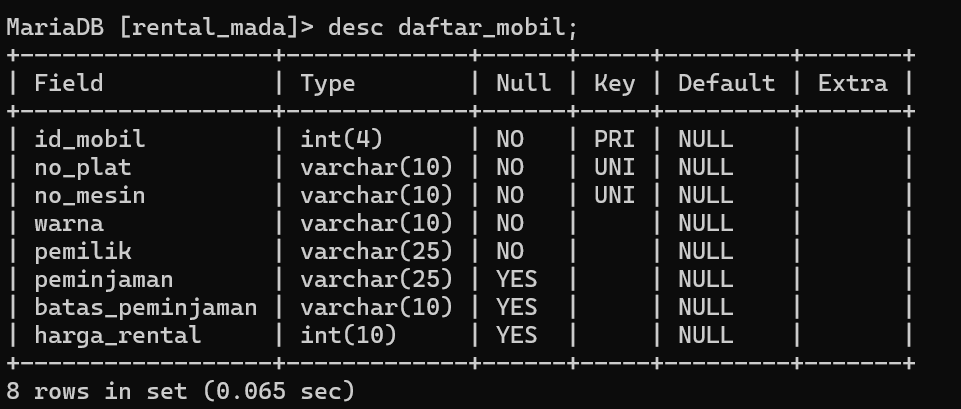 MariaDB [rental_mada]> desc daftar_mobil;
+------------------+-------------+------+-----+---------+-------+
| Field            | Type        | Null | Key | Default | Extra |
+------------------+-------------+------+-----+---------+-------+
| id_mobil         | int(4)      | NO   | PRI | NULL    |       |
| no_plat          | varchar(10) | NO   | UNI | NULL    |       |
| no_mesin         | varchar(10) | NO   | UNI | NULL    |       |
| warna            | varchar(10) | NO   |     | NULL    |       |
| pemilik          | varchar(25) | NO   |     | NULL    |       |
| peminjaman       | varchar(25) | YES  |     | NULL    |       |
| batas_peminjaman | varchar(10) | YES  |     | NULL    |       |
| harga_rental     | int(10)     | YES  |     | NULL    |       |
+------------------+-------------+------+-----+---------+-------+
8 rows in set (0.065 sec)